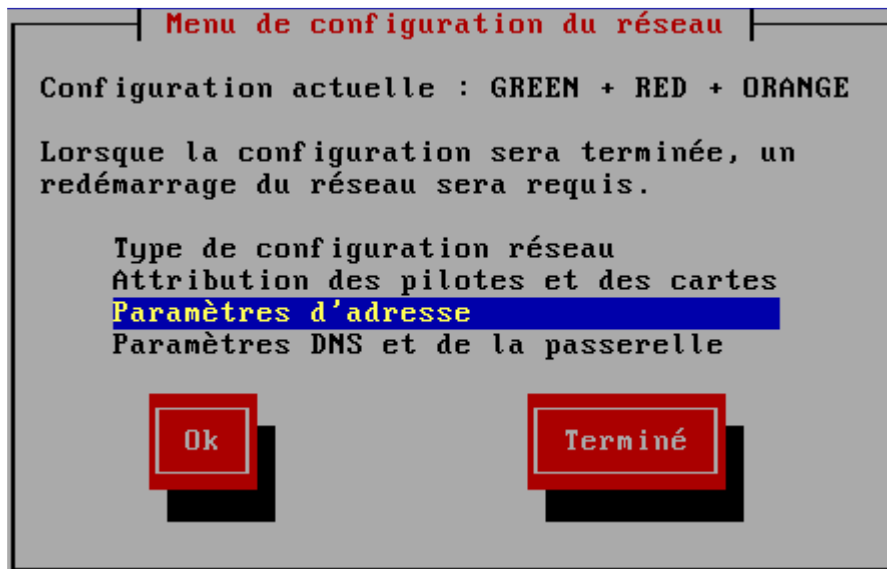 Menu de configuration du réseau
Configuration actuelle : GREEN + RED + ORANGE
Lorsque la configuration sera terminée, un
redémarrage du réseau sera requis.
Type de configuration réseau
Attribution des pilotes et des cartes
Paramètres d'adresse
Paramètres DNS et de la passerelle
Ok
Terminé